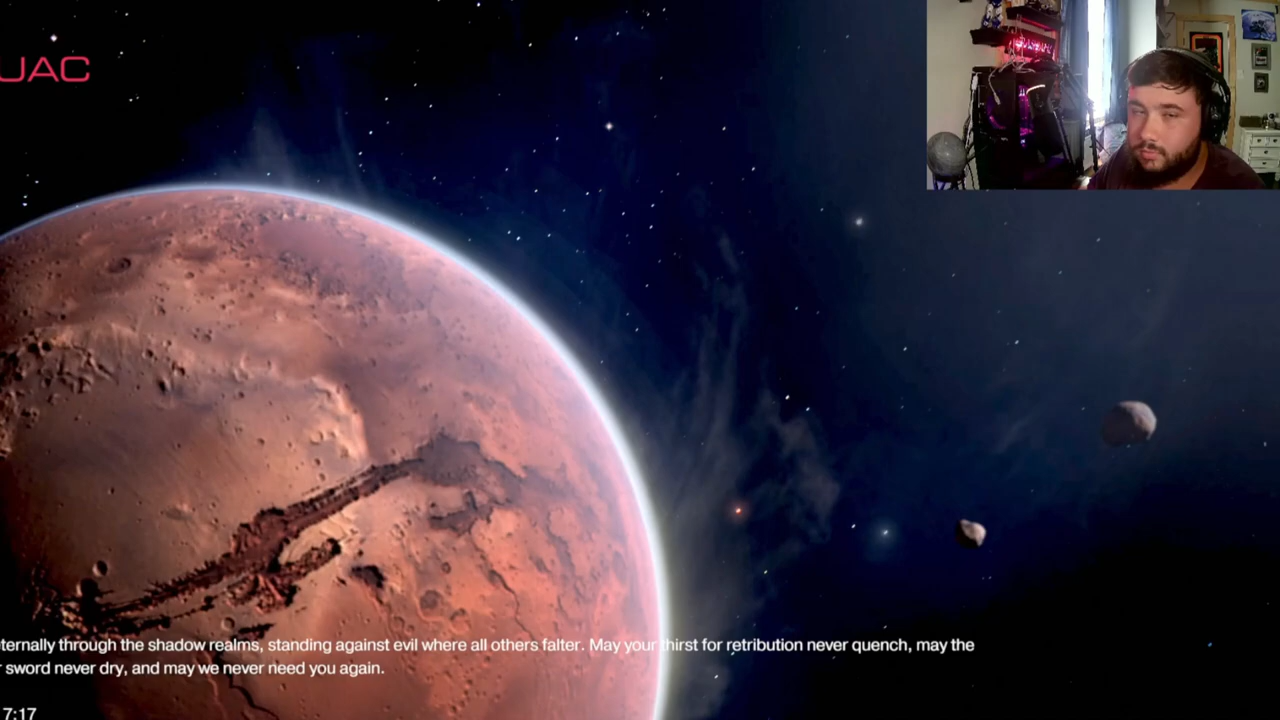 UAC
eternally through the shadow realms, standing against evil where all others falter. May your thirst for retribution never quench, may the
sword never dry, and may we never need you again.
7:17